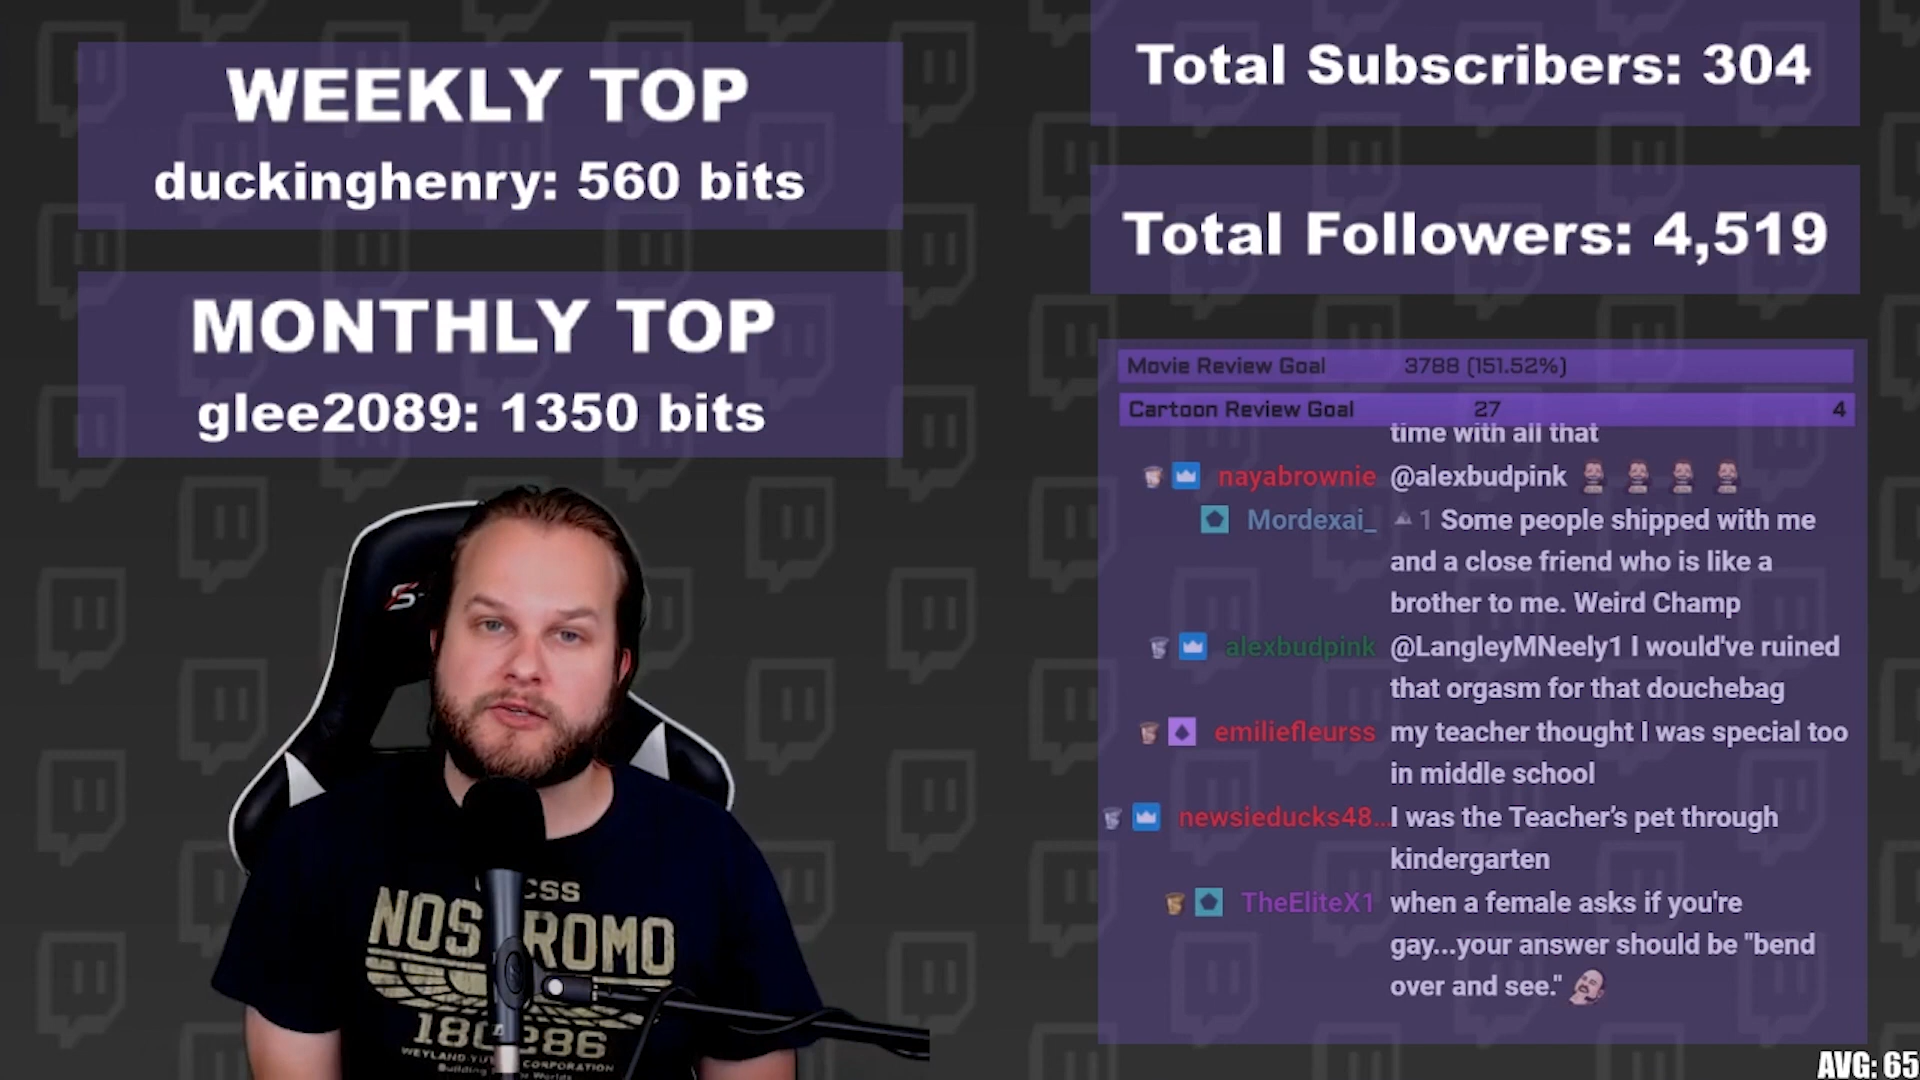 WEEKLY TOP
duckinghenry: 560 bits
MONTHLY TOP
glee2089: 1350 bits
Total Subscribers: 304
Total Followers: 4,519
Movie Review Goal 3788 (151.52%)
Cartoon Review Goal 27 4
time with all that
nayabrownie @alexbudpink
Mordexai_ 1 Some people shipped with me
and a close friend who is like a
brother to me. Weird Champ
alexbudpink @LangleyMNeely1 I would've ruined
that orgasm for that douchebag
emiliefleurss my teacher thought I was special too
in middle school
newsieducks48... I was the Teacher's pet through
kindergarten
TheEliteX1 when a female asks if you're
gay...your answer should be "bend
over and see."
CSS
NOS ROMO
180286
WEYLAND CORPORATION
Building Worlds
AVG: 65